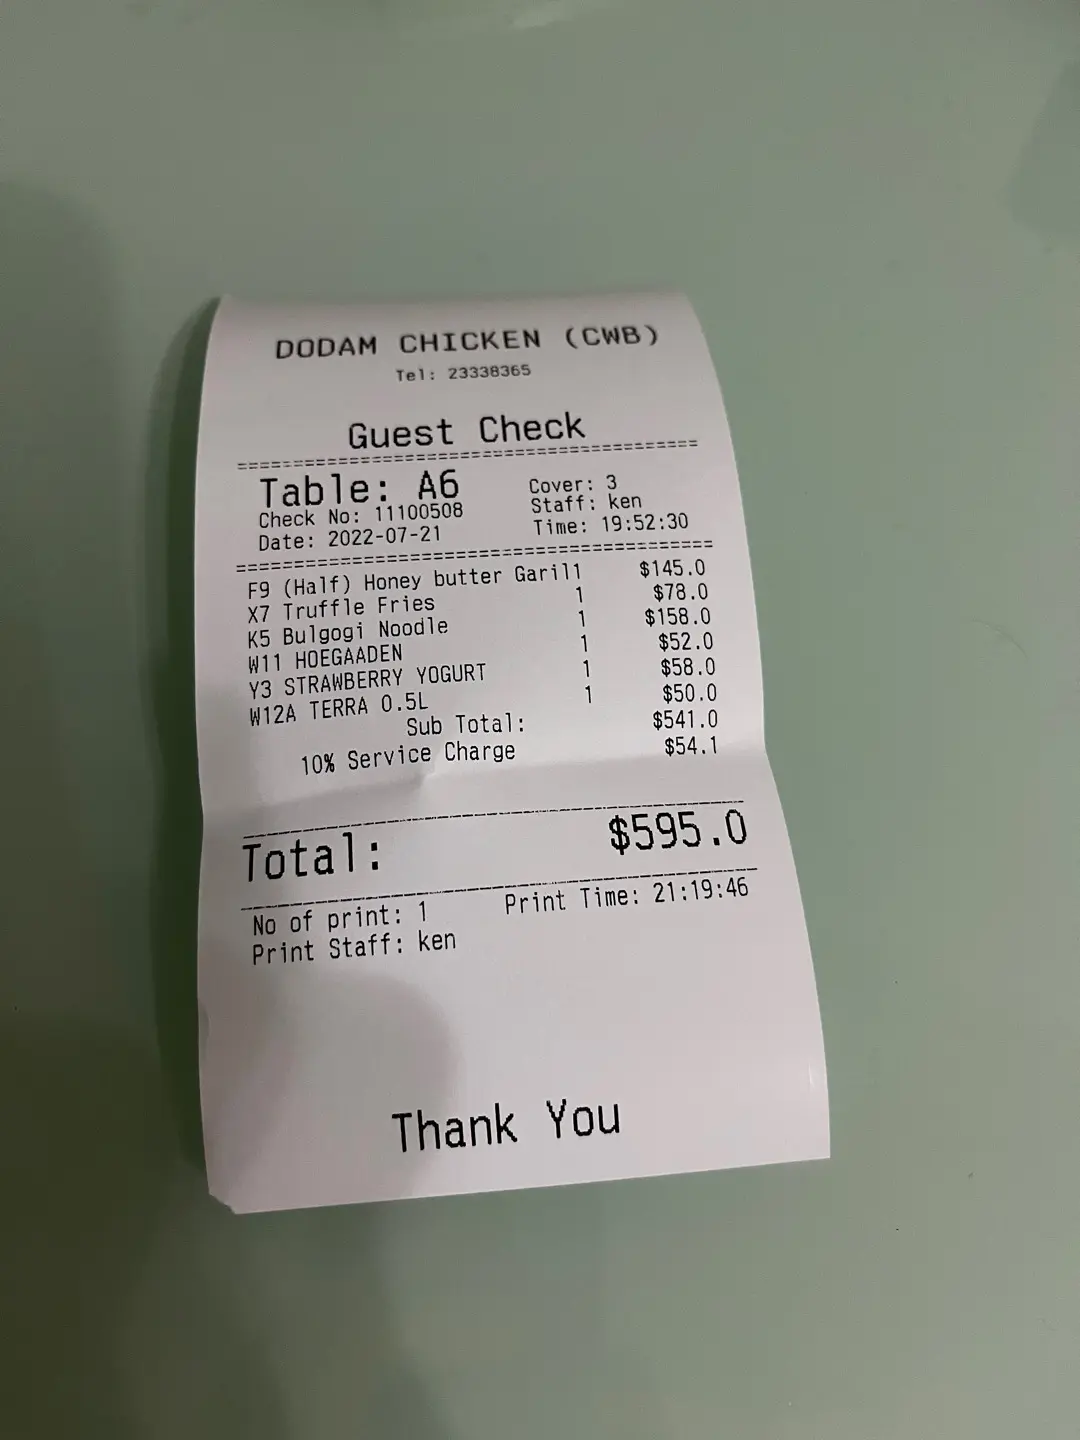 DODAM CHICKEN (CWB)
Tel: 23338365
Guest Check
Table: A6
Cover: 3
Check No: 11100508
Staff: ken
Date: 2022-07-21
Time: 19:52:30
F9 (Half) Honey butter Garil1 $145.0
X7 Truffle Fries 1 $78.0
K5 Bulgogi Noodle 1 $158.0
W11 HOEGAADEN 1 $52.0
Y3 STRAWBERRY YOGURT 1 $58.0
W12A TERRA 0.5L 1 $50.0
Sub Total: $541.0
10% Service Charge $54.1
Total: $595.0
No of print: 1 Print Time: 21:19:46
Print Staff: ken
Thank You